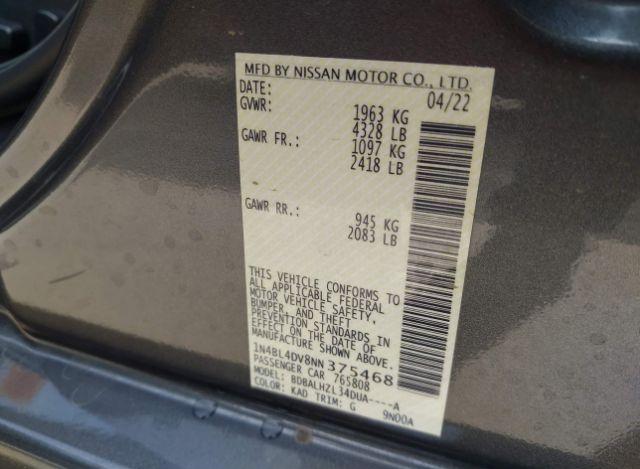 MFD BY NISSAN MOTOR CO., LTD.
DATE: 04/22
GVWR: 1963 KG
4328 LB
GAWR FR.: 1097 KG
2418 LB
GAWR RR.: 945 KG
2083 LB
THIS VEHICLE CONFORMS TO
ALL APPLICABLE FEDERAL
MOTOR VEHICLE SAFETY,
BUMPER, AND THEFT
PREVENTION STANDARDS IN
EFFECT ON THE DATE OF
MANUFACTURE SHOWN ABOVE.
1N4BL4DV8NN375468
PASSENGER CAR 765808
MODEL: BDBALHZL34DUA----A
COLOR: KAD TRIM: G 9N00A